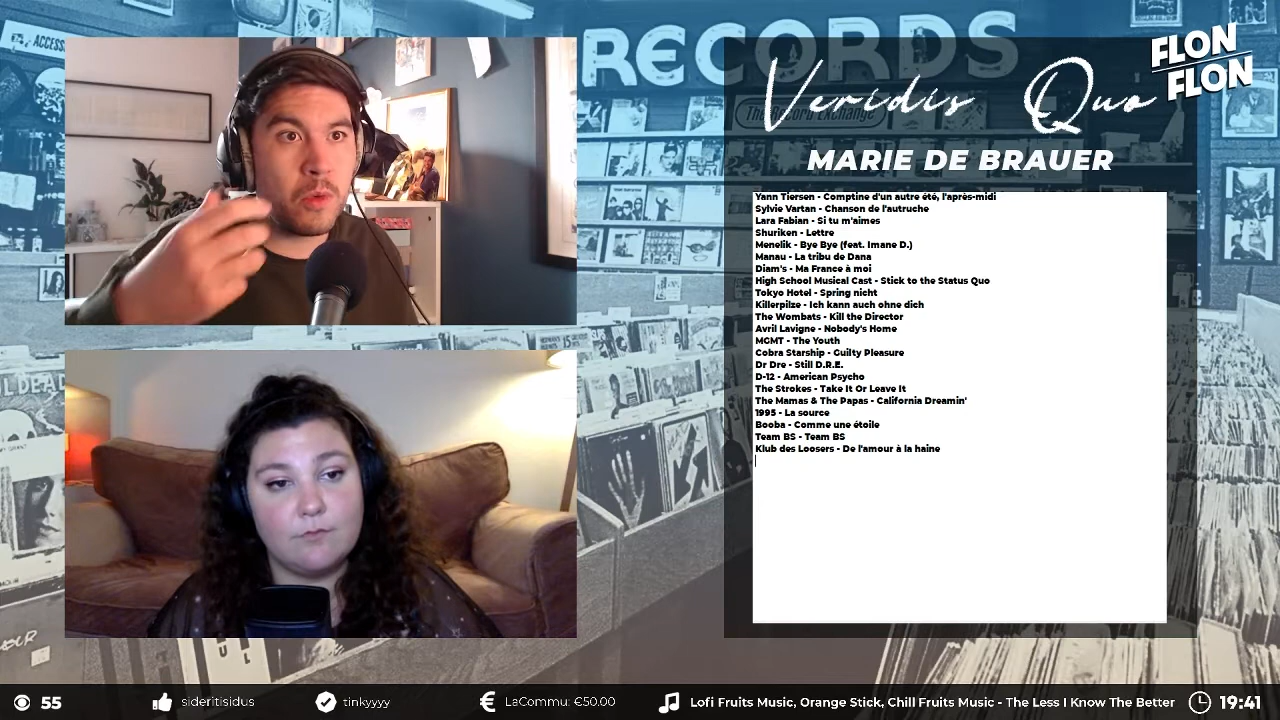 RECORDS
The Record Exchange
FLON
FLON
Veridis Quo
MARIE DE BRAUER
Yann Tiersen - Comptine d'un autre été, l'après-midi
Sylvie Vartan - Chanson de l'autruche
Lara Fabian - Si tu m'aimes
Shuriken - Lettre
Menelik - Bye Bye (feat. Imane D.)
Manau - La tribu de Dana
Diam's - Ma France à moi
High School Musical Cast - Stick to the Status Quo
Tokyo Hotel - Spring nicht
Killerpilze - Ich kann auch ohne dich
The Wombats - Kill the Director
Avril Lavigne - Nobody's Home
MGMT - The Youth
Cobra Starship - Guilty Pleasure
Dr Dre - Still D.R.E.
D-12 - American Psycho
The Strokes - Take It Or Leave It
The Mamas & The Papas - California Dreamin'
1995 - La source
Booba - Comme une étoile
Team BS - Team BS
Klub des Loosers - De l'amour à la haine
55
sideritisidus
tinkyyyy
€ LaCommu: €50.00
Lofi Fruits Music, Orange Stick, Chill Fruits Music - The Less I Know The Better
19:41